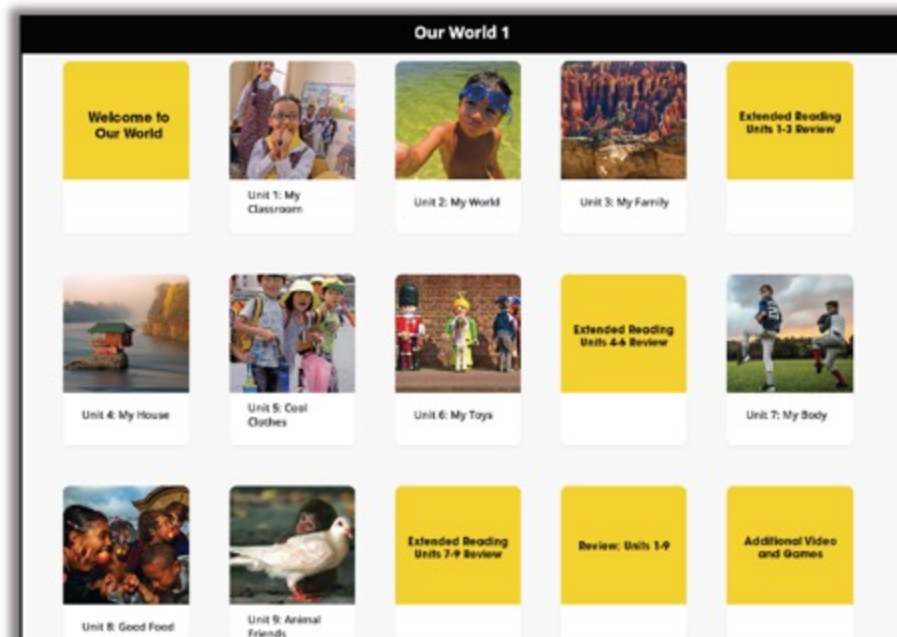 Our World 1
Welcome to
Our World
Unit 1: My
Classroom
Unit 2: My World
Unit 3: My Family
Extended Reading
Units 1-3 Review
Unit 4: My House
Unit 5: Cool
Clothes
Unit 6: My Toys
Extended Reading
Units 4-6 Review
Unit 7: My Body
Unit 8: Good Food
Unit 9: Animal
Friends
Extended Reading
Units 7-9 Review
Review: Units 1-9
Additional Video
and Games